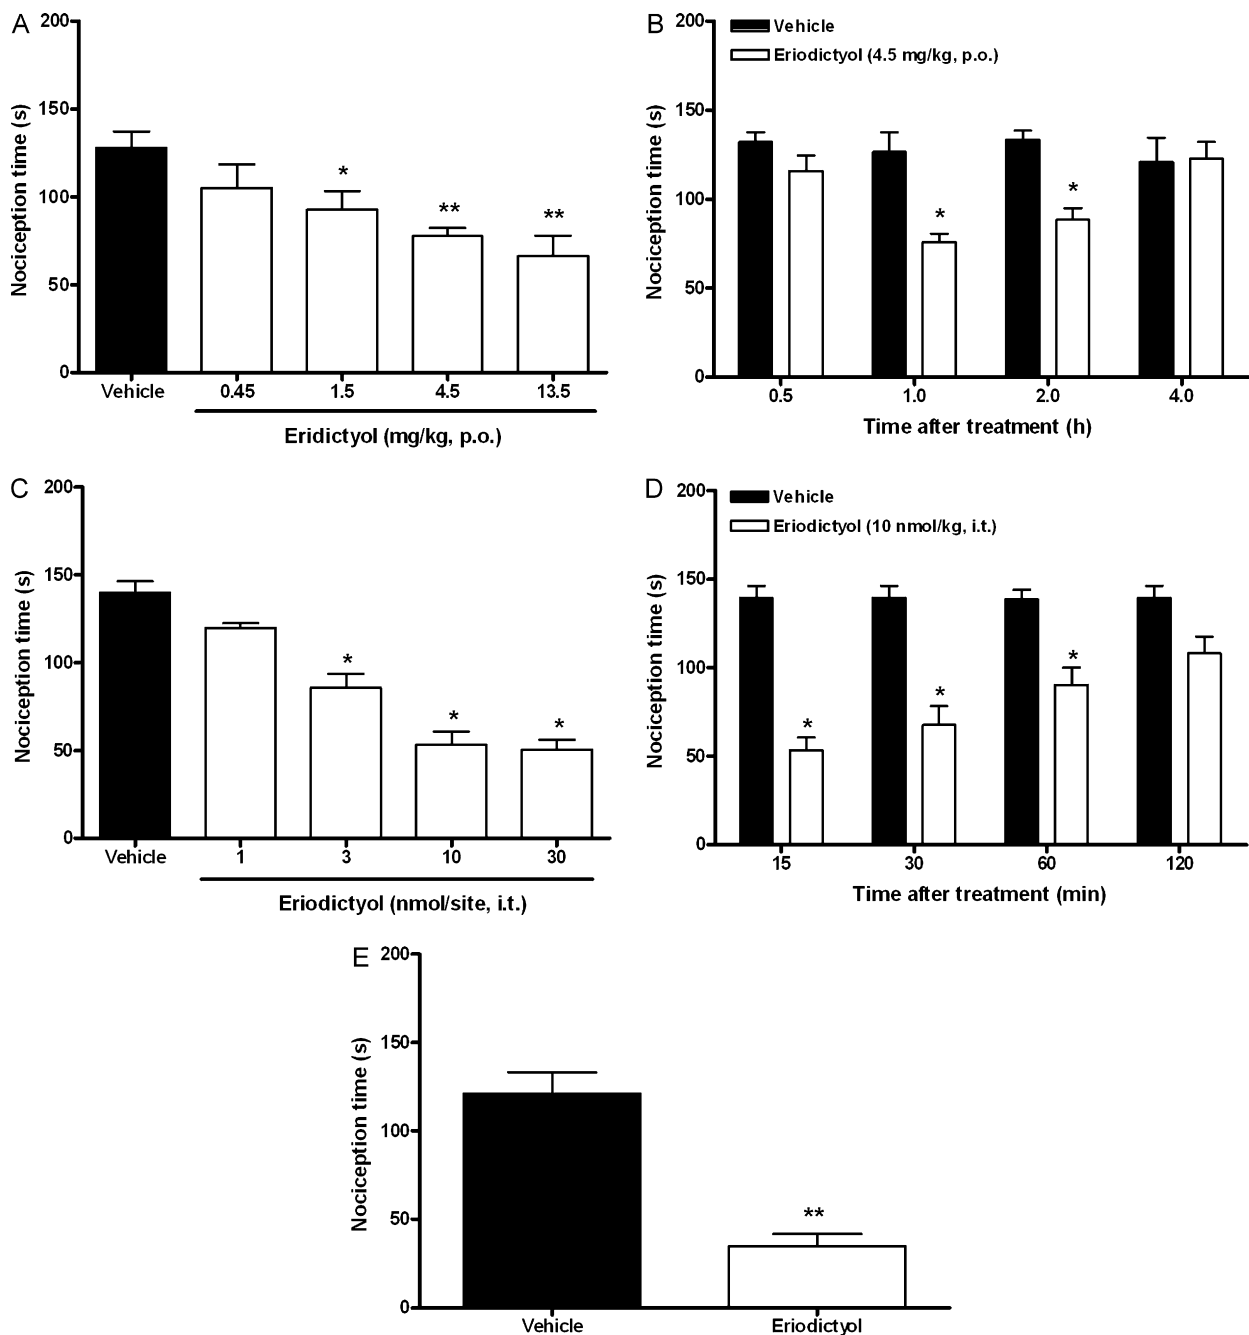 A
200
150
100
50
0
Nociception time (s)
*
**
**
Vehicle
0.45
1.5
4.5
13.5
Eridictyol (mg/kg, p.o.)
B
Vehicle
Eriodictyol (4.5 mg/kg, p.o.)
200
150
100
50
0
Nociception time (s)
*
*
0.5
1.0
2.0
4.0
Time after treatment (h)
C
200
150
100
50
0
Nociception time (s)
*
*
*
Vehicle
1
3
10
30
Eriodictyol (nmol/site, i.t.)
D
Vehicle
Eriodictyol (10 nmol/kg, i.t.)
200
150
100
50
0
Nociception time (s)
*
*
*
15
30
60
120
Time after treatment (min)
E
200
150
100
50
0
Nociception time (s)
**
Vehicle
Eriodictyol